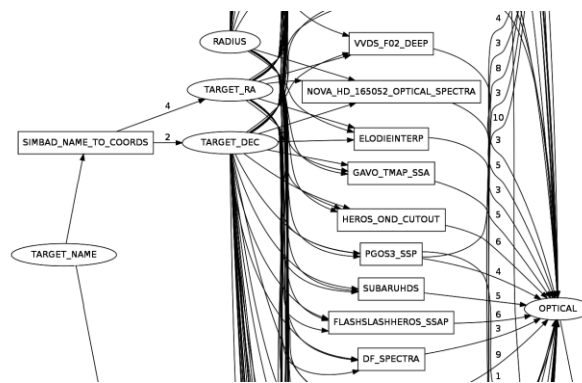 4
RADIUS
3
VVDS_F02_DEEP
8
TARGET_RA
NOVA_HD_165052_OPTICAL_SPECTRA
3
4
10
SIMBAD_NAME_TO_COORDS
2
TARGET_DEC
ELODIEINTERP
3
GAVO_TMAP_SSA
5
HEROS_OND_CUTOUT
5
6
TARGET_NAME
PGOS3_SSP
4
SUBARUHDS
5
OPTICAL
FLASHSLASHHEROS_SSAP
6
3
DF_SPECTRA
9
1